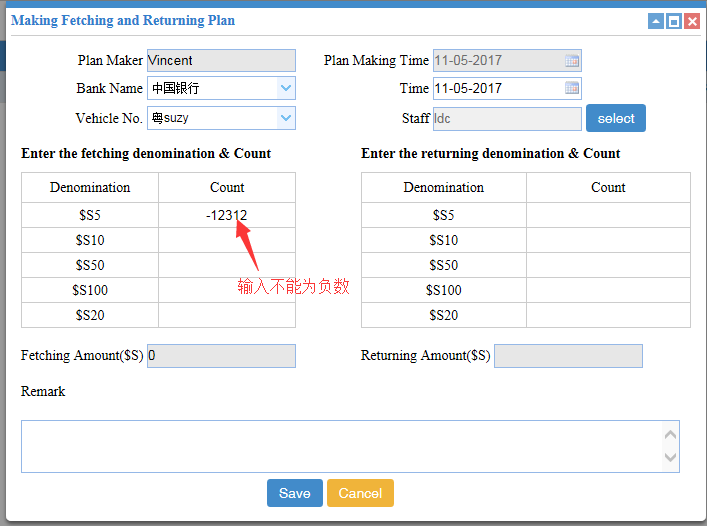 Making Fetching and Returning Plan
Plan Maker Vincent Plan Making Time 11-05-2017
Bank Name 中国银行 Time 11-05-2017
Vehicle No. 粤suzy Staff ldc select
Enter the fetching denomination & Count Enter the returning denomination & Count
Denomination Count Denomination Count
$S5 -12312 $S5
$S10 $S10
$S50 $S50
输入不能为负数
$S100 $S100
$S20 $S20
Fetching Amount($S) 0 Returning Amount($S)
Remark
Save Cancel